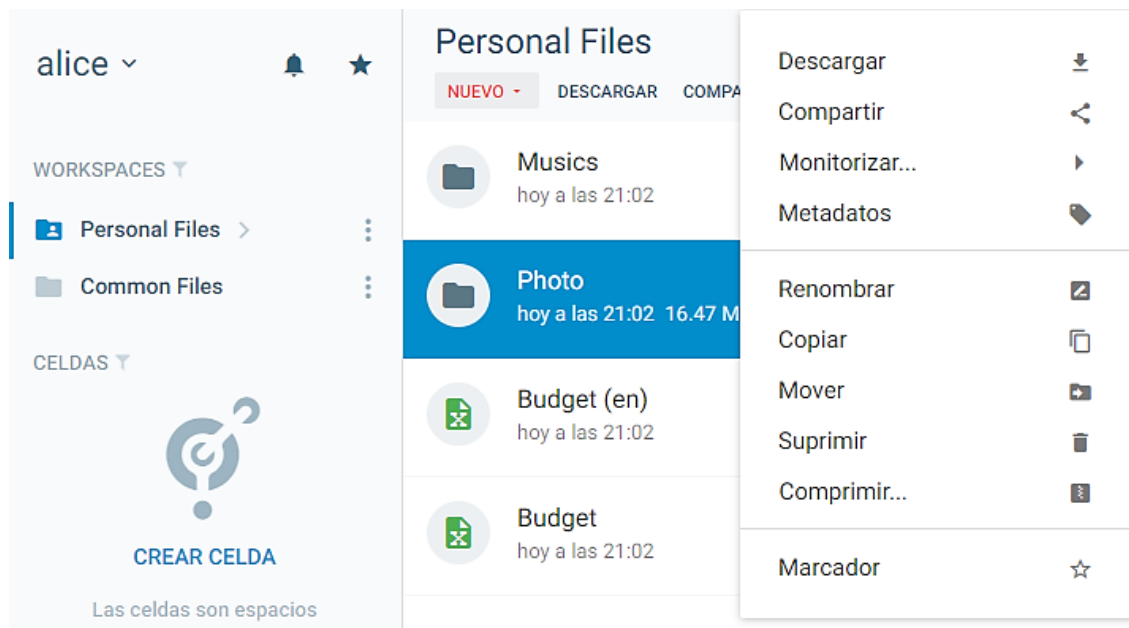 alice
WORKSPACES
Personal Files
Common Files
CELDAS
CREAR CELDA
Las celdas son espacios
Personal Files
NUEVO DESCARGAR COMPA
Musics
hoy a las 21:02
Photo
hoy a las 21:02 16.47 M
Budget (en)
hoy a las 21:02
Budget
hoy a las 21:02
Descargar
Compartir
Monitorizar...
Metadatos
Renombrar
Copiar
Mover
Suprimir
Comprimir...
Marcador